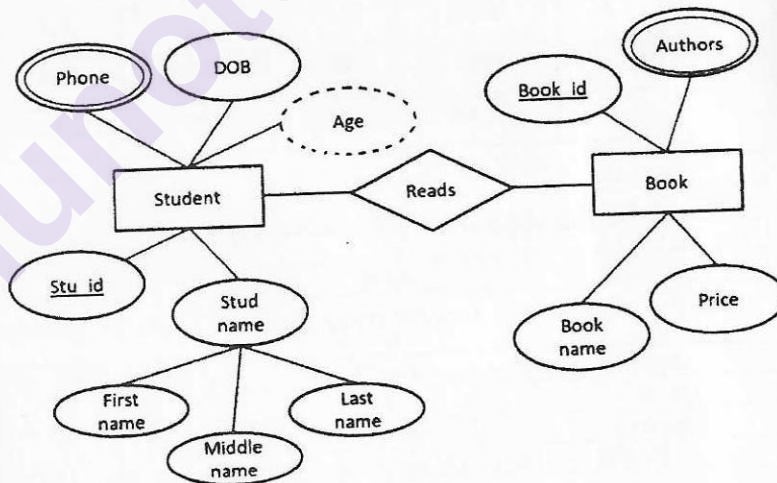 Authors
DOB
Phone
Book id
Age
Student
Reads
Book
Stu id
Stud
name
Price
Book
name
First
name
Last
name
Middle
name